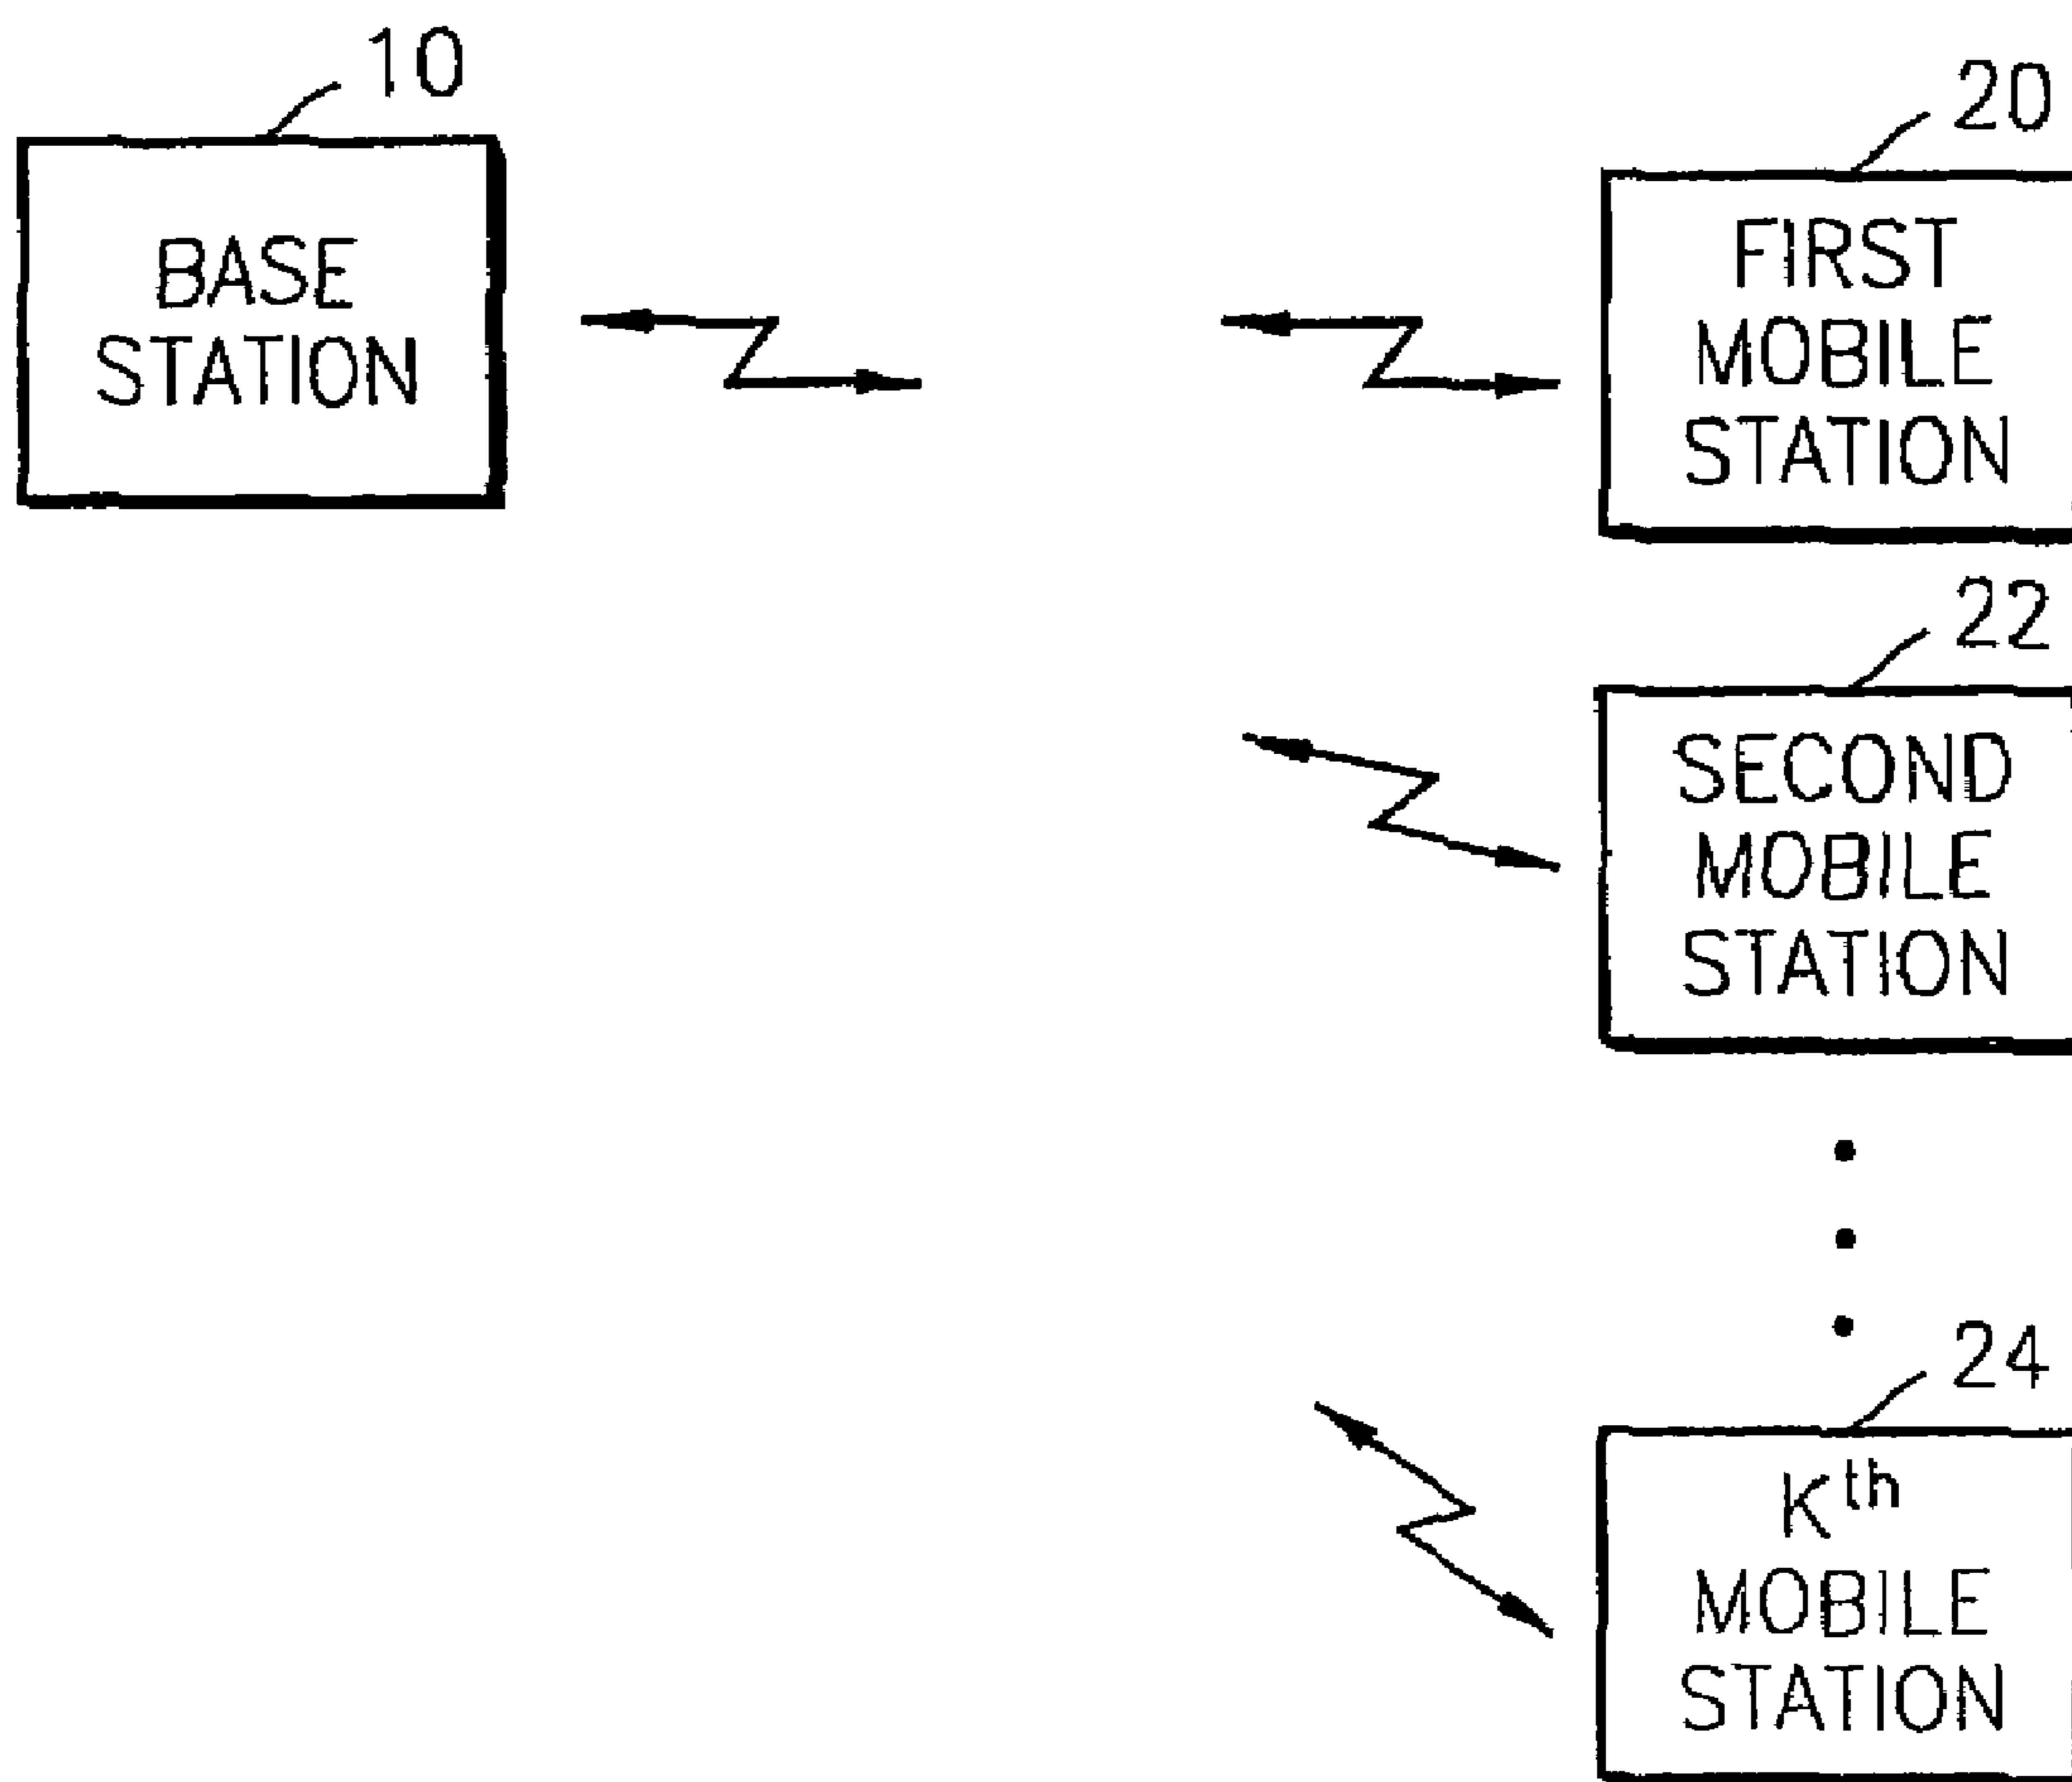 10
BASE
STATION
20
FIRST
MOBILE
STATION
22
SECOND
MOBILE
STATION
24
Kth
MOBILE
STATION